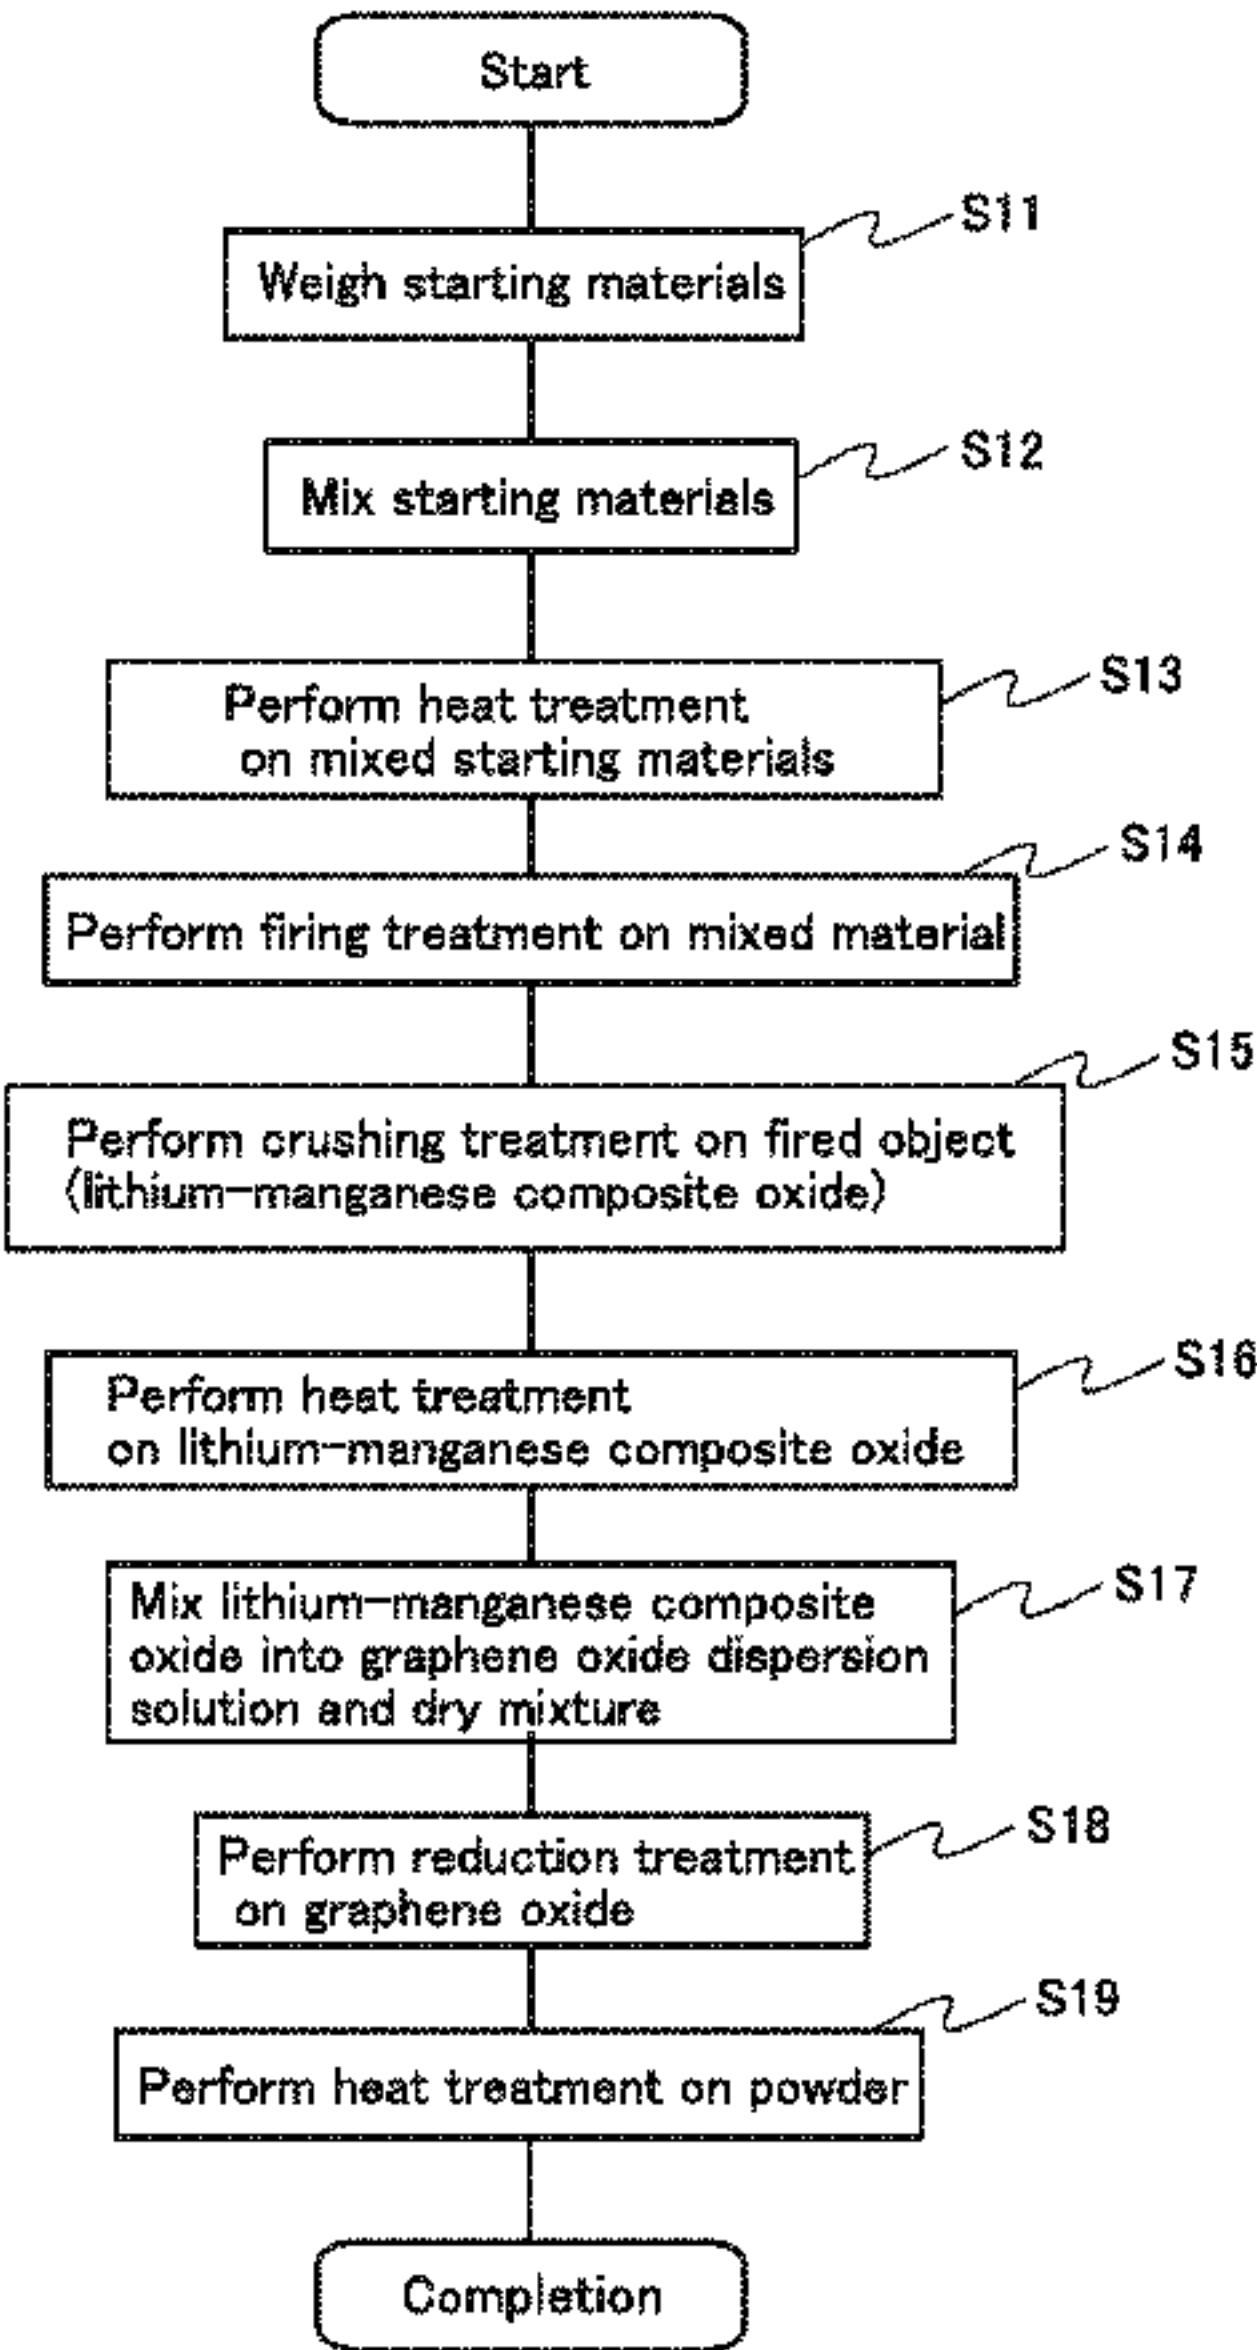 Start
S11
Weigh starting materials
S12
Mix starting materials
S13
Perform heat treatment
on mixed starting materials
S14
Perform firing treatment on mixed material
S15
Perform crushing treatment on fired object
(lithium-manganese composite oxide)
S16
Perform heat treatment
on lithium-manganese composite oxide
S17
Mix lithium-manganese composite
oxide into graphene oxide dispersion
solution and dry mixture
S18
Perform reduction treatment
on graphene oxide
S19
Perform heat treatment on powder
Completion